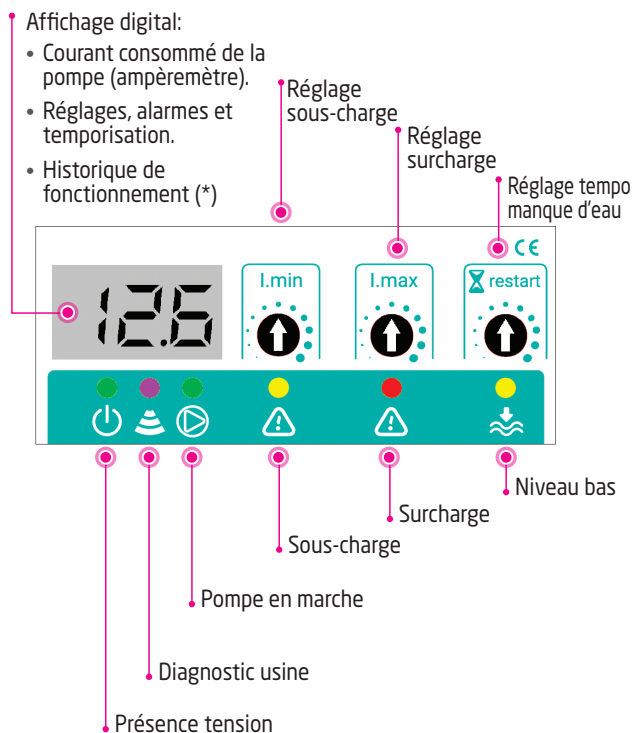 Affichage digital:
• Courant consommé de la
pompe (ampèremètre).
• Réglages, alarmes et
temporisation.
• Historique de
fonctionnement (*)
Réglage
sous-charge
Réglage
surcharge
Réglage tempo
manque d'eau
CE
12.6
I.min
I.max
restart
Niveau bas
Surcharge
Sous-charge
Pompe en marche
Diagnostic usine
Présence tension